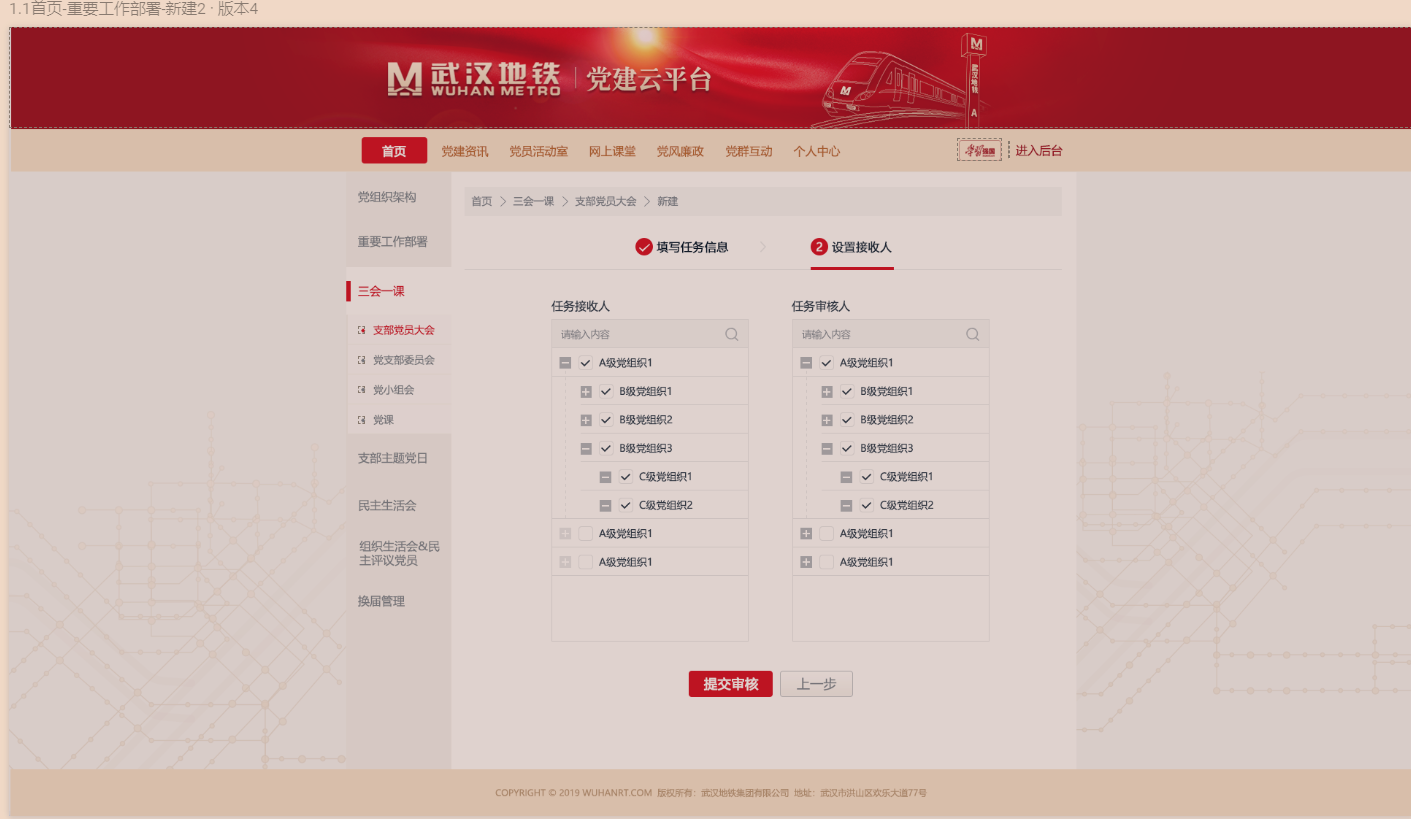 1.1首页-重要工作部署-新建2 · 版本4
武汉地铁 党建云平台
WUHAN METRO
武汉地铁
A
首页 党建资讯 党员活动室 网上课堂 党风廉政 党群互动 个人中心 学习强国 进入后台
党组织架构
重要工作部署
三会一课
支部党员大会
党支部委员会
党小组会
党课
支部主题党日
民主生活会
组织生活会&民
主评议党员
换届管理
首页 > 三会一课 > 支部党员大会 > 新建
填写任务信息 > 2 设置接收人
任务接收人
请输入内容
A级党组织1
B级党组织1
B级党组织2
B级党组织3
C级党组织1
C级党组织2
A级党组织1
A级党组织1
任务审核人
请输入内容
A级党组织1
B级党组织1
B级党组织2
B级党组织3
C级党组织1
C级党组织2
A级党组织1
A级党组织1
提交审核 上一步
COPYRIGHT © 2019 WUHANRT.COM 版权所有：武汉地铁集团有限公司 地址：武汉市洪山区欢乐大道77号